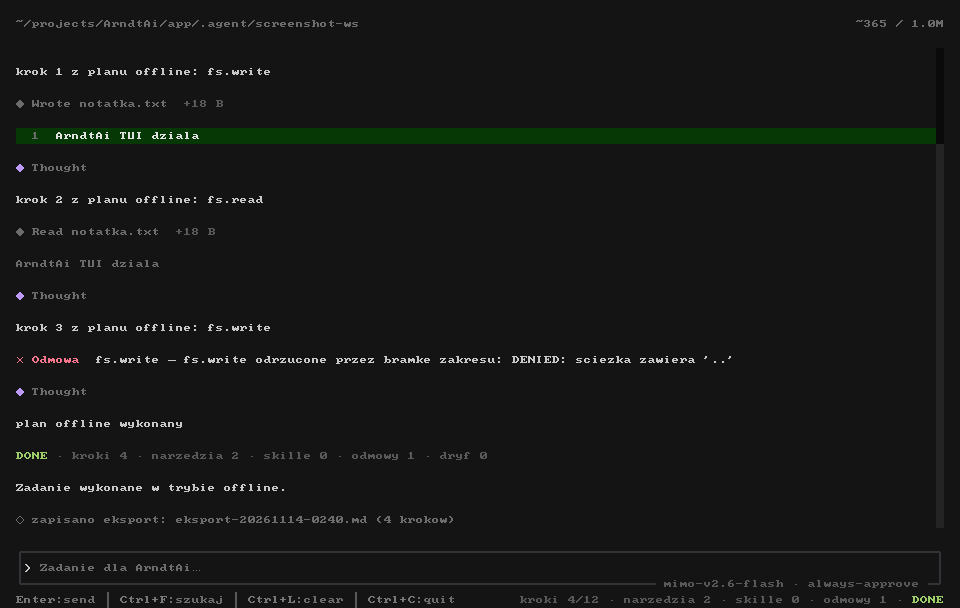 ~/projects/ArndtAi/app/.agent/screenshot-ws ~365 / 1.0M
krok 1 z planu offline: fs.write
◆ Wrote notatka.txt +18 B
1 ArndtAi TUI dziala
◆ Thought
krok 2 z planu offline: fs.read
◆ Read notatka.txt +18 B
ArndtAi TUI dziala
◆ Thought
krok 3 z planu offline: fs.write
× Odmowa fs.write — fs.write odrzucone przez bramke zakresu: DENIED: sciezka zawiera '..'
◆ Thought
plan offline wykonany
DONE · kroki 4 · narzedzia 2 · skille 0 · odmowy 1 · dryf 0
Zadanie wykonane w trybie offline.
◇ zapisano eksport: eksport-20261114-0240.md (4 krokow)
❯ Zadanie dla ArndtAi…
mimo-v2.6-flash · always-approve
Enter:send │ Ctrl+F:szukaj │ Ctrl+L:clear │ Ctrl+C:quit kroki 4/12 · narzedzia 2 · skille 0 · odmowy 1 · DONE